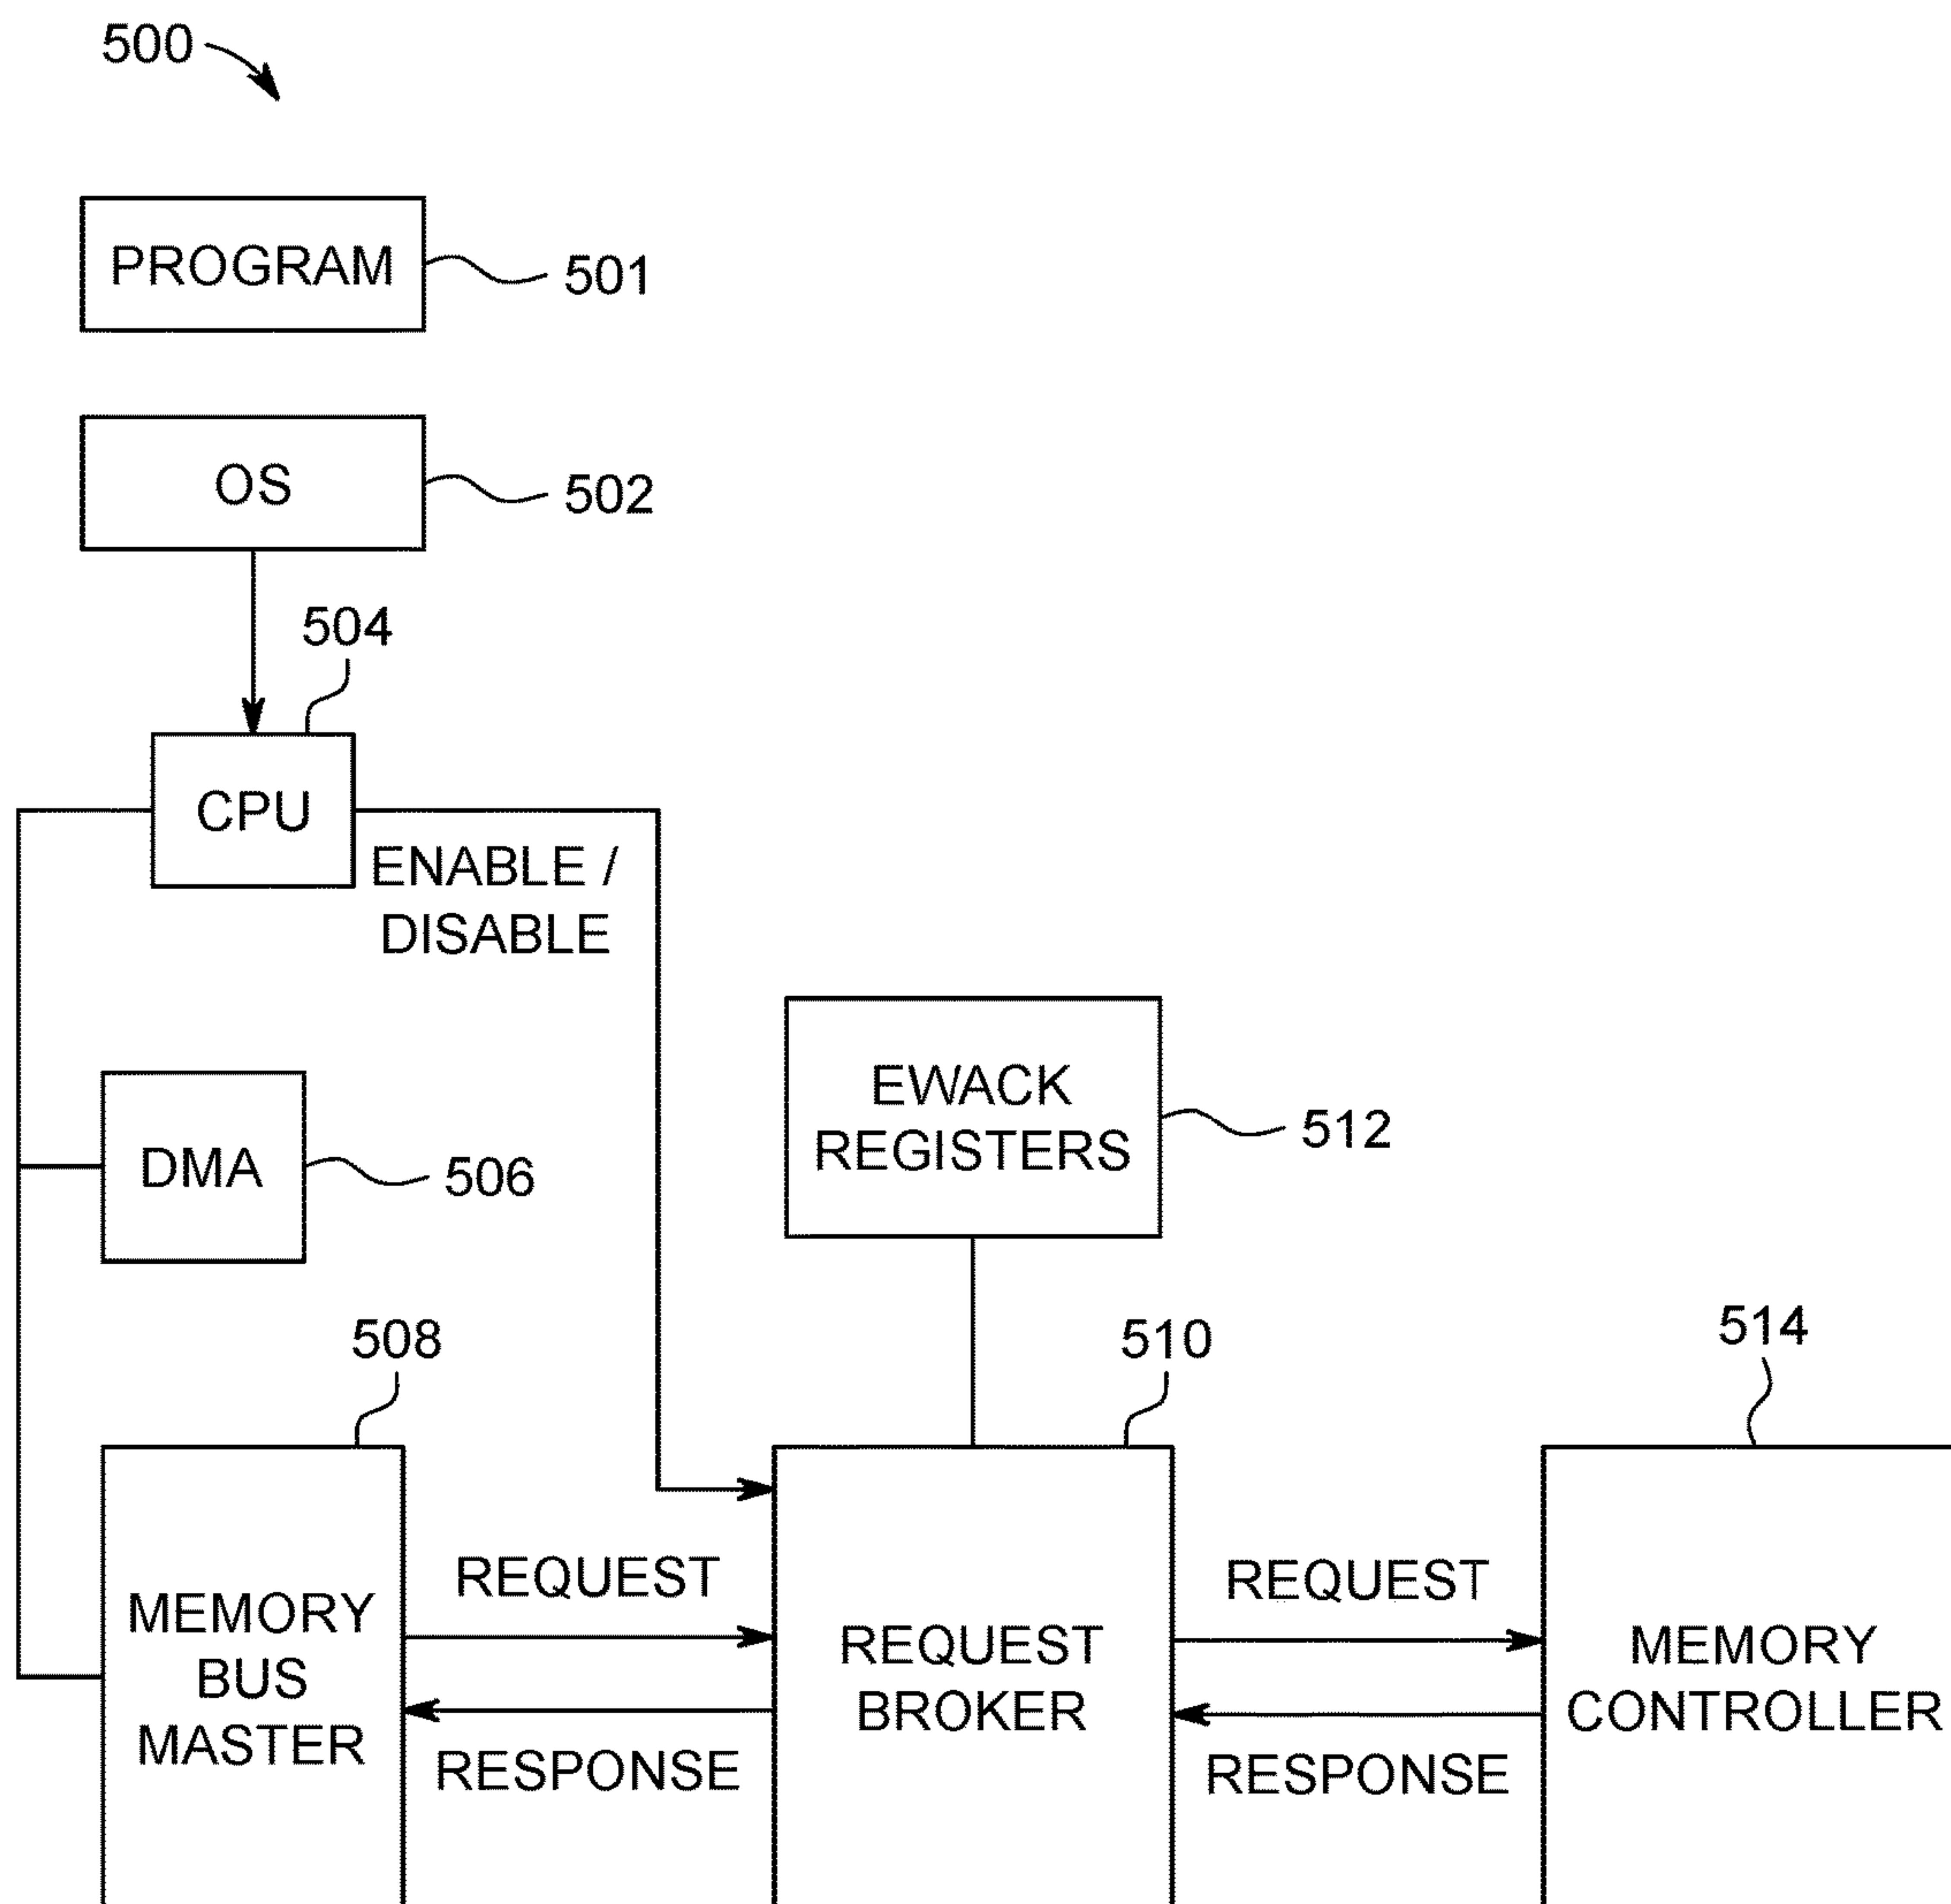 500
PROGRAM
501
OS
502
504
CPU
ENABLE /
DISABLE
EWACK
REGISTERS
512
DMA
506
508
510
514
MEMORY
BUS
MASTER
REQUEST
RESPONSE
REQUEST
BROKER
REQUEST
RESPONSE
MEMORY
CONTROLLER